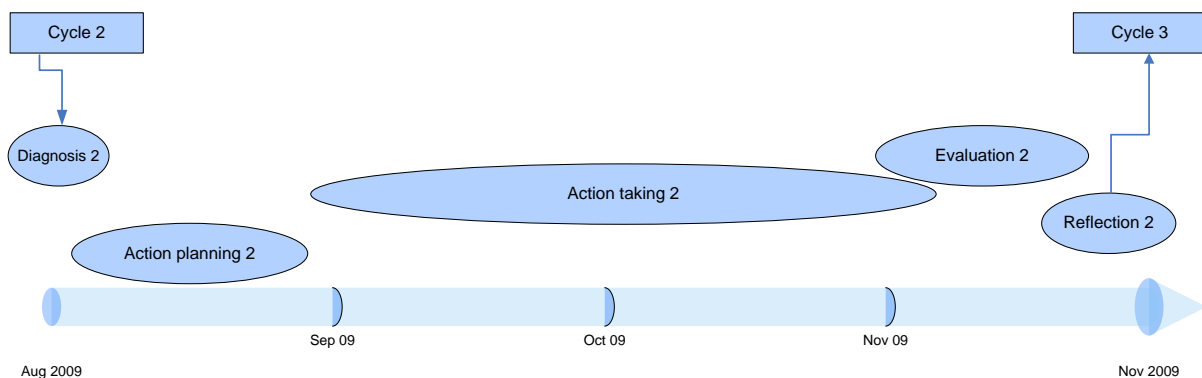 Cycle 2
Cycle 3
Diagnosis 2
Evaluation 2
Action taking 2
Reflection 2
Action planning 2
Sep 09
Oct 09
Nov 09
Aug 2009
Nov 2009